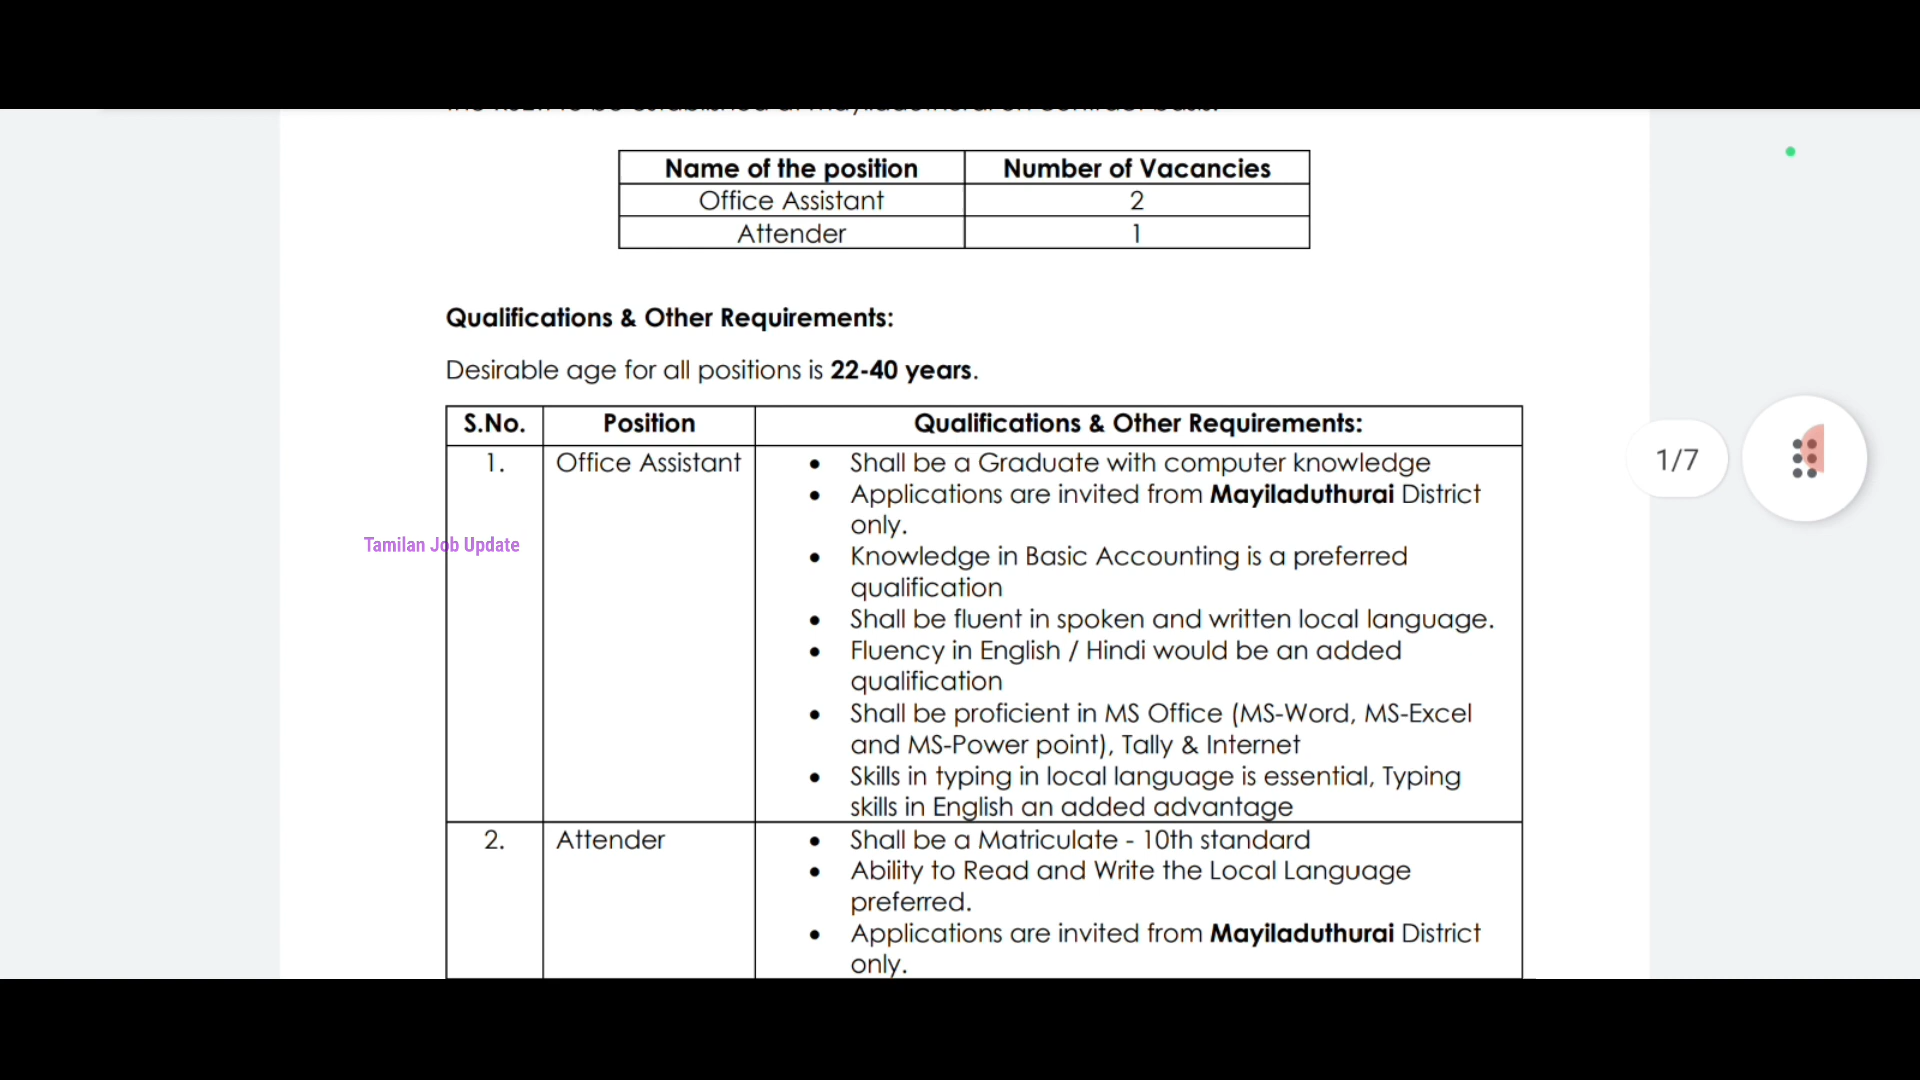 Name of the position Number of Vacancies
Office Assistant 2
Attender 1
Qualifications & Other Requirements:
Desirable age for all positions is 22-40 years.
S.No. Position Qualifications & Other Requirements:
1. Office Assistant • Shall be a Graduate with computer knowledge
• Applications are invited from Mayiladuthurai District
only.
• Knowledge in Basic Accounting is a preferred
qualification
• Shall be fluent in spoken and written local language.
• Fluency in English / Hindi would be an added
qualification
• Shall be proficient in MS Office (MS-Word, MS-Excel
and MS-Power point), Tally & Internet
• Skills in typing in local language is essential, Typing
skills in English an added advantage
2. Attender • Shall be a Matriculate - 10th standard
• Ability to Read and Write the Local Language
preferred.
• Applications are invited from Mayiladuthurai District
only.
Tamilan Job Update
1/7